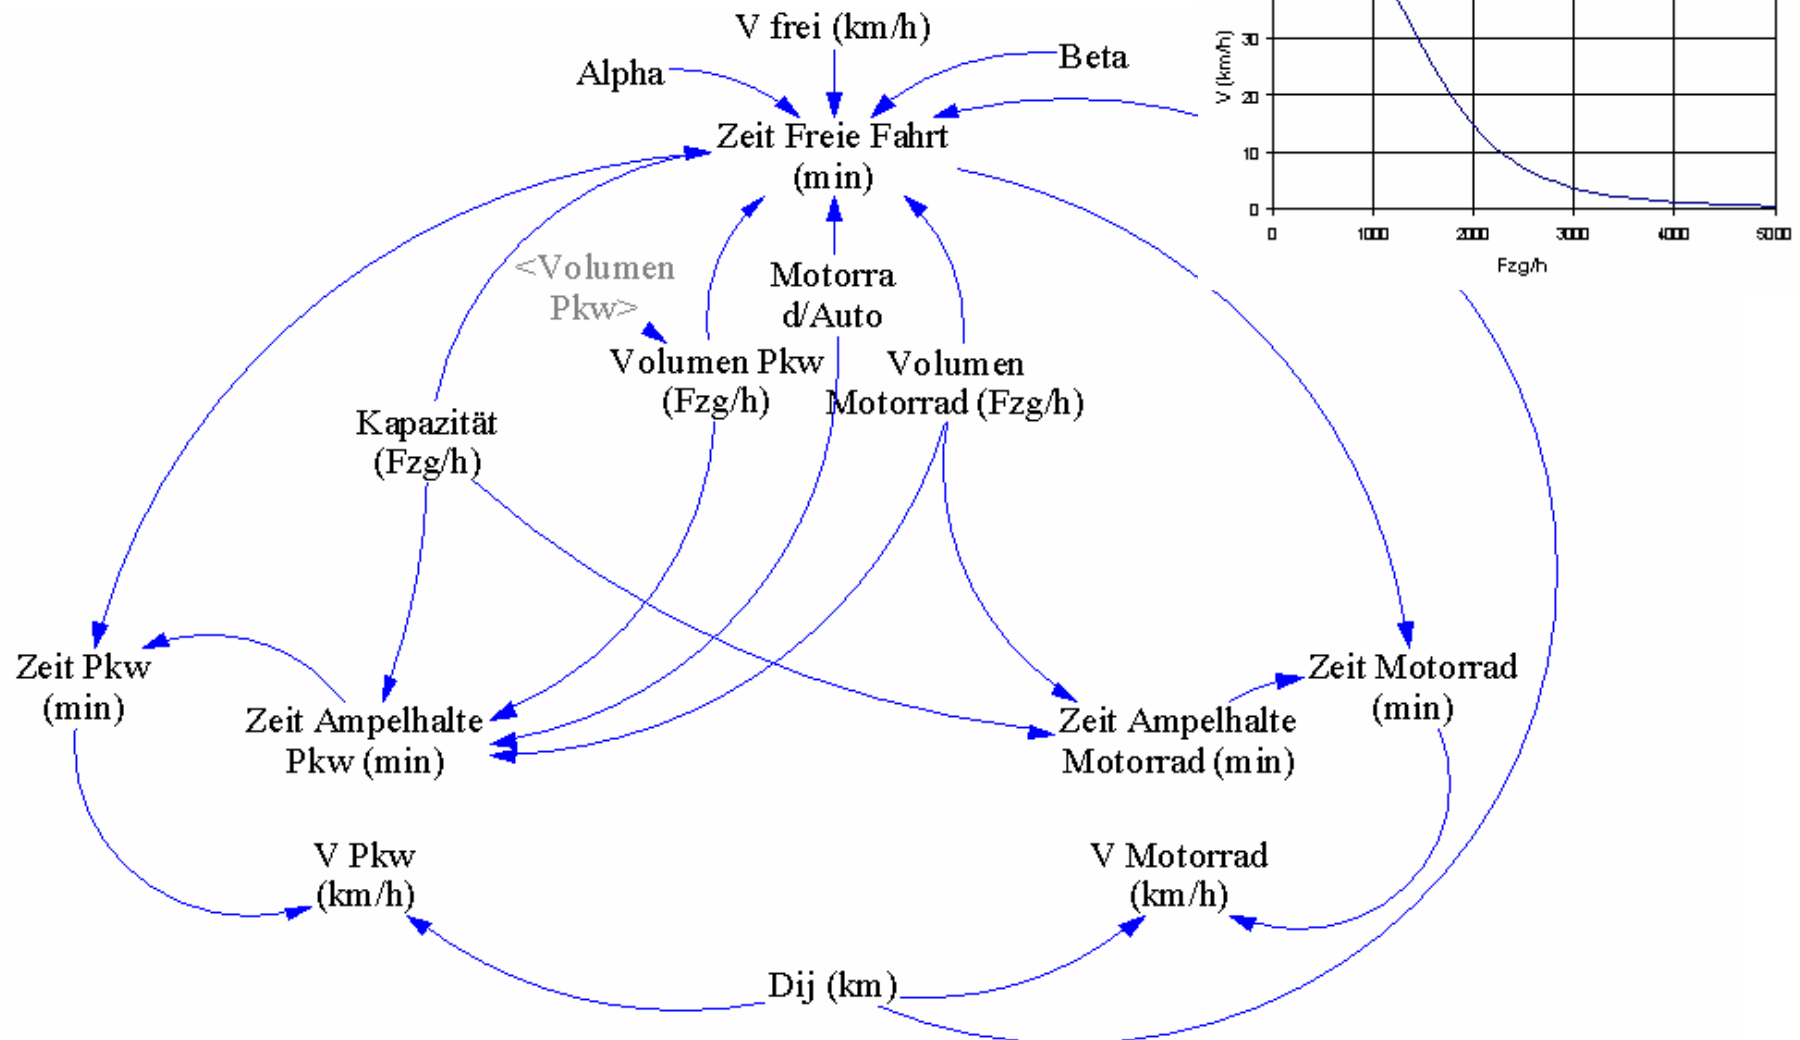 V frei (km/h)
Alpha
Beta
Zeit Freie Fahrt
(min)
<Volumen
Pkw>
Motorra
d/Auto
Volumen Pkw
(Fzg/h)
Volumen
Motorrad (Fzg/h)
Kapazität
(Fzg/h)
Zeit Pkw
(min)
Zeit Ampelhalte
Pkw (min)
Zeit Ampelhalte
Motorrad (min)
Zeit Motorrad
(min)
V Pkw
(km/h)
V Motorrad
(km/h)
Dij (km)
V (km/h)
30
20
10
0
0 1000 2000 3000 4000 5000
Fzg/h